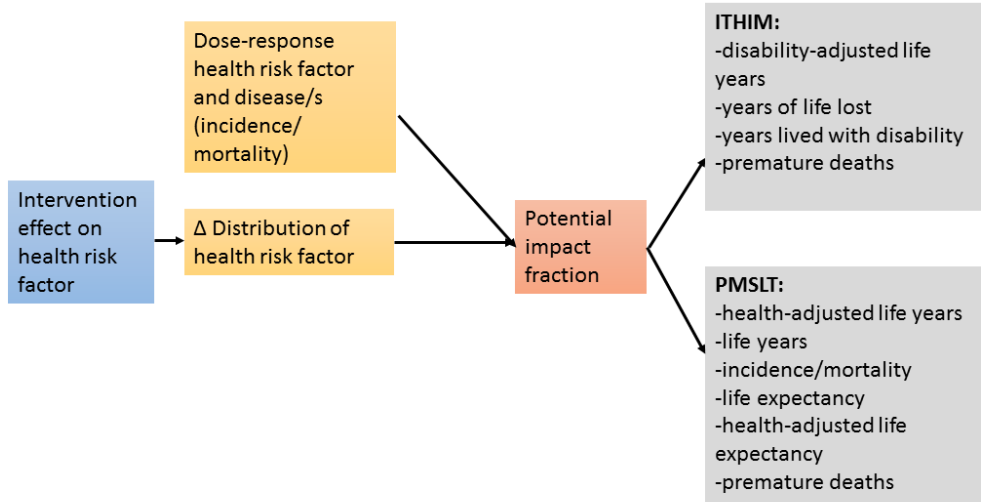 Intervention
effect on
health risk
factor
Dose-response
health risk factor
and disease/s
(incidence/
mortality)
Δ Distribution of
health risk factor
Potential
impact
fraction
ITHIM:
-disability-adjusted life
years
-years of life lost
-years lived with disability
-premature deaths
PMSLT:
-health-adjusted life years
-life years
-incidence/mortality
-life expectancy
-health-adjusted life
expectancy
-premature deaths